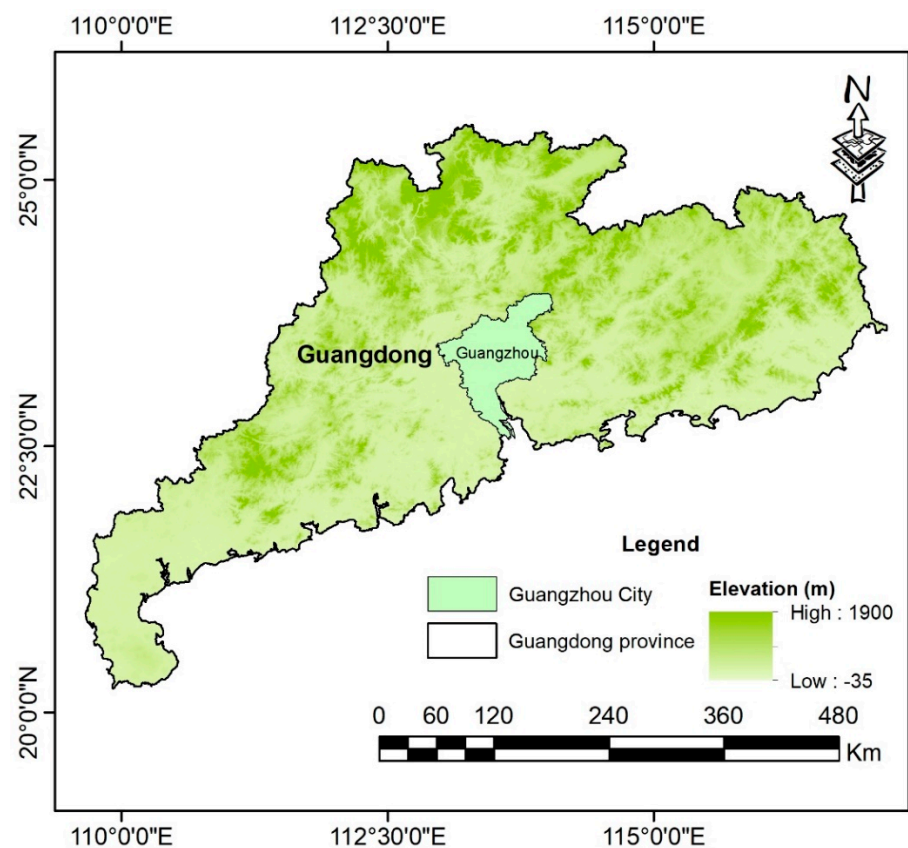 110°0'0"E 112°30'0"E 115°0'0"E
N
25°0'0"N
Guangdong
Guangzhou
22°30'0"N
Legend
Guangzhou City
Guangdong province
Elevation (m)
High : 1900
Low : -35
20°0'0"N
0 60 120 240 360 480
Km
110°0'0"E 112°30'0"E 115°0'0"E